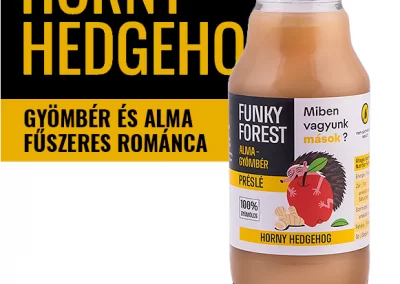 HORNY
HEDGEHO
GYÖMBÉR ÉS ALMA
FŰSZERES ROMÁNCA
FUNKY
FOREST
ALMA-
GYÖMBÉR
PRÉSLÉ
100%
GYÜMÖLCS
HORNY HEDGEHOG
Miben
vagyunk
mások?